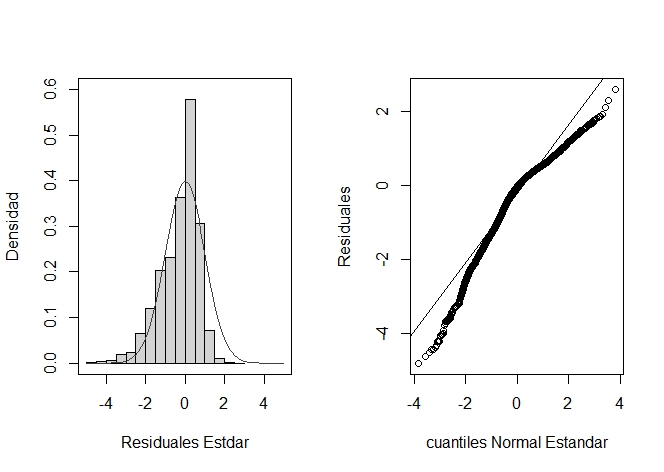 Densidad
0.0 0.1 0.2 0.3 0.4 0.5 0.6
-4 -2 0 2 4
Residuales Estdar
Residuales
-4 -2 0 2
-4 -2 0 2 4
cuantiles Normal Estandar